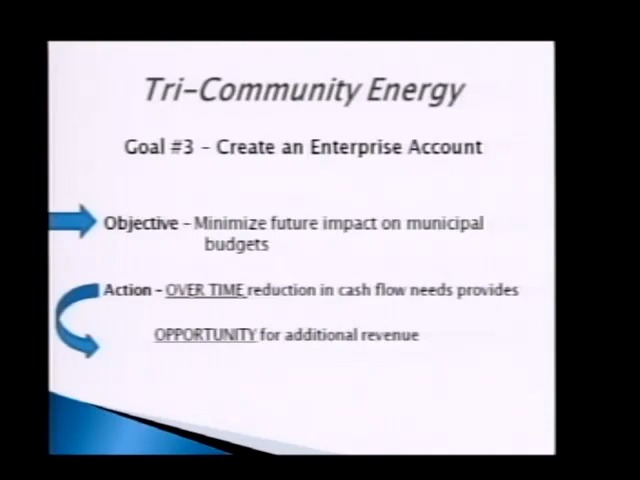 Tri-Community Energy
Goal #3 - Create an Enterprise Account
Objective - Minimize future impact on municipal
budgets
Action - OVER TIME reduction in cash flow needs provides
OPPORTUNITY for additional revenue